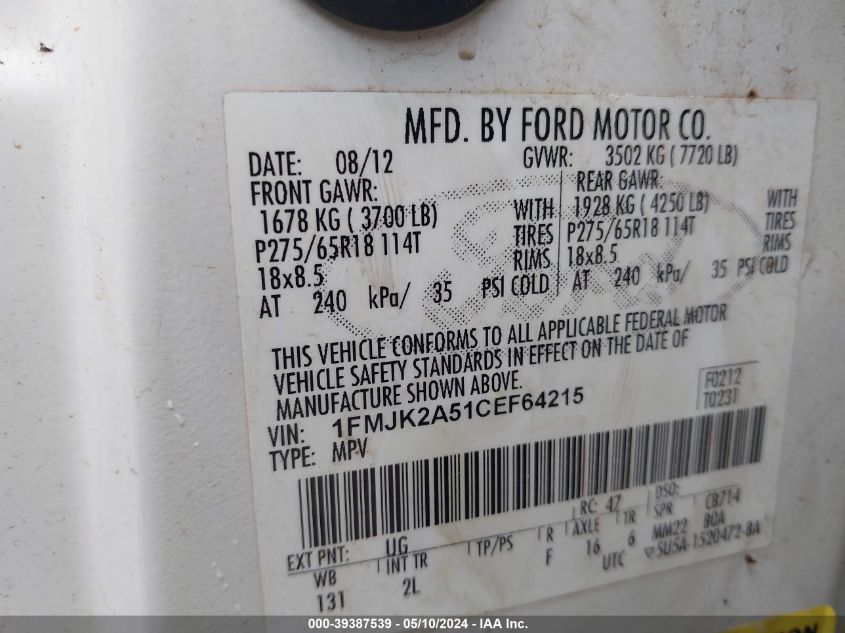 MFD. BY FORD MOTOR CO.
DATE: 08/12 GVWR: 3502 KG ( 7720 LB)
FRONT GAWR: REAR GAWR:
1678 KG ( 3700 LB) WITH 1928 KG ( 4250 LB) WITH
P275/65R18 114T TIRES P275/65R18 114T TIRES
18x8.5 RIMS 18x8.5 RIMS
AT 240 kPa/ 35 PSI COLD AT 240 kPa/ 35 PSI COLD
THIS VEHICLE CONFORMS TO ALL APPLICABLE FEDERAL MOTOR
VEHICLE SAFETY STANDARDS IN EFFECT ON THE DATE OF
MANUFACTURE SHOWN ABOVE.
F0212
T0231
VIN: 1FMJK2A51CEF64215
TYPE: MPV
EXT PNT: UG RC: 47 DSO:
WB INT TR TP/PS R AXLE TR SPR CB714
131 2L F 16 6 MM22 BOA
UTC 5U5A-1520472-BA
000-39387539 - 05/10/2024 - IAA Inc.